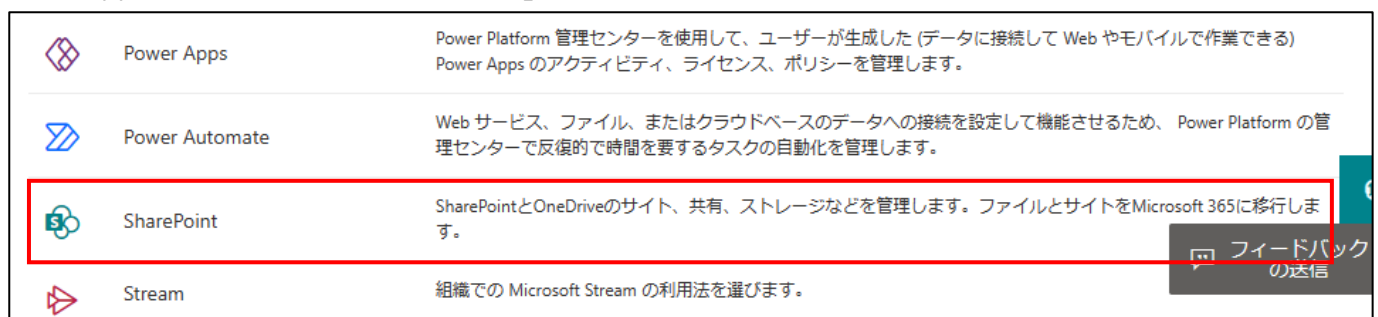 Power Apps
Power Platform 管理センターを使用して、ユーザーが生成した (データに接続して Web やモバイルで作業できる)
Power Apps のアクティビティ、ライセンス、ポリシーを管理します。
Power Automate
Web サービス、ファイル、またはクラウドベースのデータへの接続を設定して機能させるため、 Power Platform の管
理センターで反復的で時間を要するタスクの自動化を管理します。
SharePoint
SharePointとOneDriveのサイト、共有、ストレージなどを管理します。ファイルとサイトをMicrosoft 365に移行しま
す。
フィードバック
の送信
Stream
組織での Microsoft Stream の利用法を選びます。